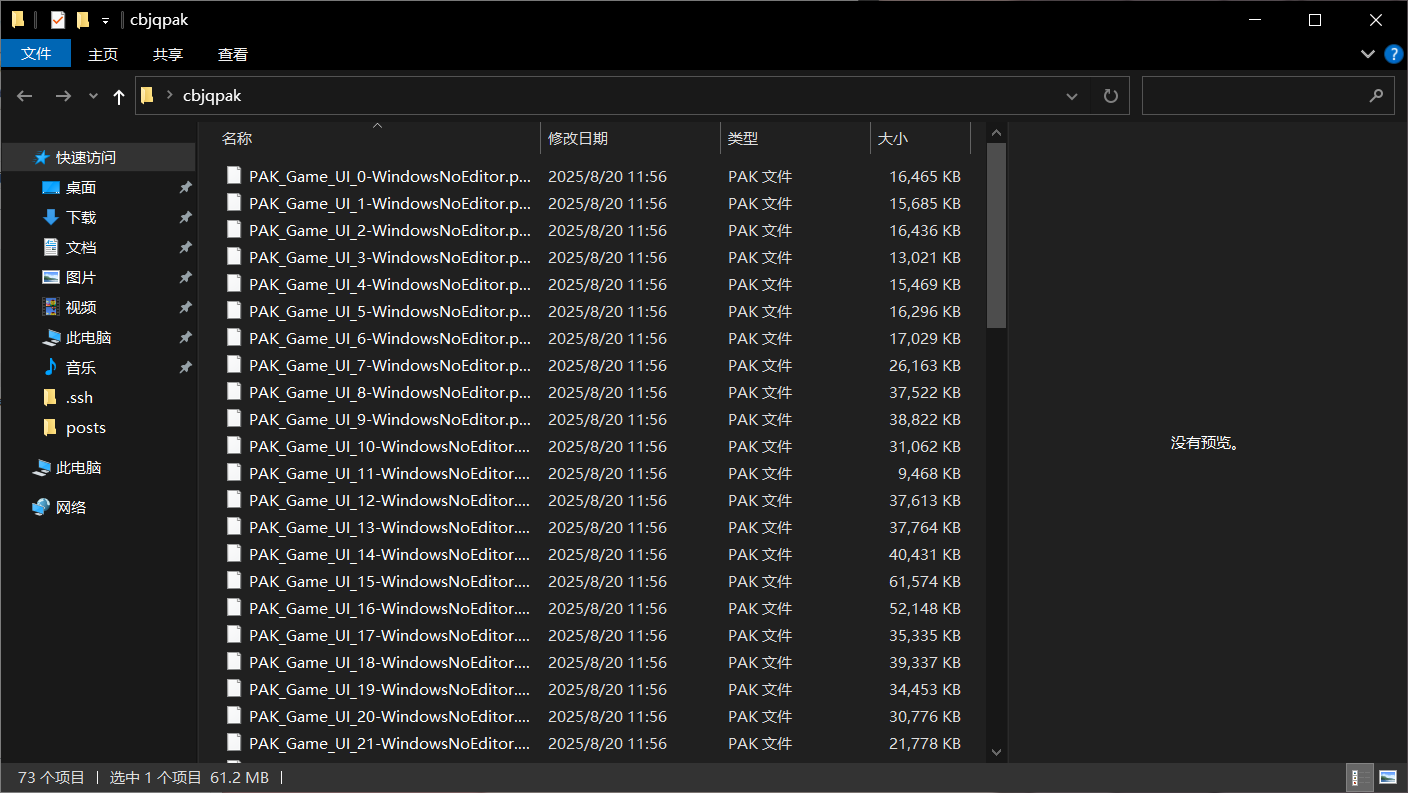 cbjqpak
文件 主页 共享 查看
cbjqpak
名称 修改日期 类型 大小
快速访问
桌面
下载
文档
图片
视频
此电脑
音乐
.ssh
posts
此电脑
网络
PAK_Game_UI_0-WindowsNoEditor.p... 2025/8/20 11:56 PAK 文件 16,465 KB
PAK_Game_UI_1-WindowsNoEditor.p... 2025/8/20 11:56 PAK 文件 15,685 KB
PAK_Game_UI_2-WindowsNoEditor.p... 2025/8/20 11:56 PAK 文件 16,436 KB
PAK_Game_UI_3-WindowsNoEditor.p... 2025/8/20 11:56 PAK 文件 13,021 KB
PAK_Game_UI_4-WindowsNoEditor.p... 2025/8/20 11:56 PAK 文件 15,469 KB
PAK_Game_UI_5-WindowsNoEditor.p... 2025/8/20 11:56 PAK 文件 16,296 KB
PAK_Game_UI_6-WindowsNoEditor.p... 2025/8/20 11:56 PAK 文件 17,029 KB
PAK_Game_UI_7-WindowsNoEditor.p... 2025/8/20 11:56 PAK 文件 26,163 KB
PAK_Game_UI_8-WindowsNoEditor.p... 2025/8/20 11:56 PAK 文件 37,522 KB
PAK_Game_UI_9-WindowsNoEditor.p... 2025/8/20 11:56 PAK 文件 38,822 KB
PAK_Game_UI_10-WindowsNoEditor.... 2025/8/20 11:56 PAK 文件 31,062 KB
PAK_Game_UI_11-WindowsNoEditor.... 2025/8/20 11:56 PAK 文件 9,468 KB
PAK_Game_UI_12-WindowsNoEditor.... 2025/8/20 11:56 PAK 文件 37,613 KB
PAK_Game_UI_13-WindowsNoEditor.... 2025/8/20 11:56 PAK 文件 37,764 KB
PAK_Game_UI_14-WindowsNoEditor.... 2025/8/20 11:56 PAK 文件 40,431 KB
PAK_Game_UI_15-WindowsNoEditor.... 2025/8/20 11:56 PAK 文件 61,574 KB
PAK_Game_UI_16-WindowsNoEditor.... 2025/8/20 11:56 PAK 文件 52,148 KB
PAK_Game_UI_17-WindowsNoEditor.... 2025/8/20 11:56 PAK 文件 35,335 KB
PAK_Game_UI_18-WindowsNoEditor.... 2025/8/20 11:56 PAK 文件 39,337 KB
PAK_Game_UI_19-WindowsNoEditor.... 2025/8/20 11:56 PAK 文件 34,453 KB
PAK_Game_UI_20-WindowsNoEditor.... 2025/8/20 11:56 PAK 文件 30,776 KB
PAK_Game_UI_21-WindowsNoEditor.... 2025/8/20 11:56 PAK 文件 21,778 KB
没有预览。
73 个项目 选中 1 个项目 61.2 MB